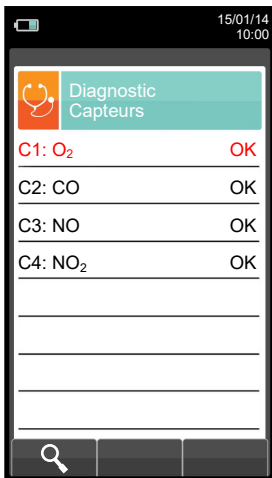 15/01/14
10:00
Diagnostic
Capteurs
C1: O₂ OK
C2: CO OK
C3: NO OK
C4: NO₂ OK